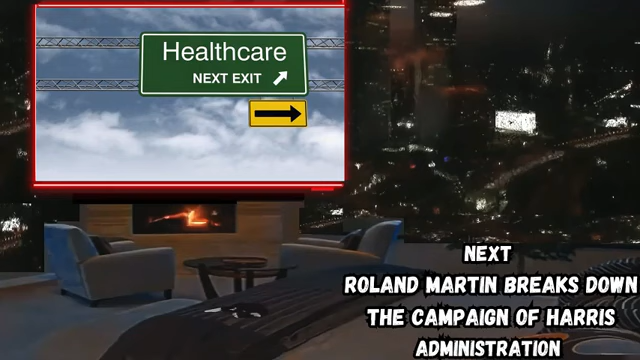 Healthcare
NEXT EXIT
NEXT
ROLAND MARTIN BREAKS DOWN
THE CAMPAIGN OF HARRIS
ADMINISTRATION